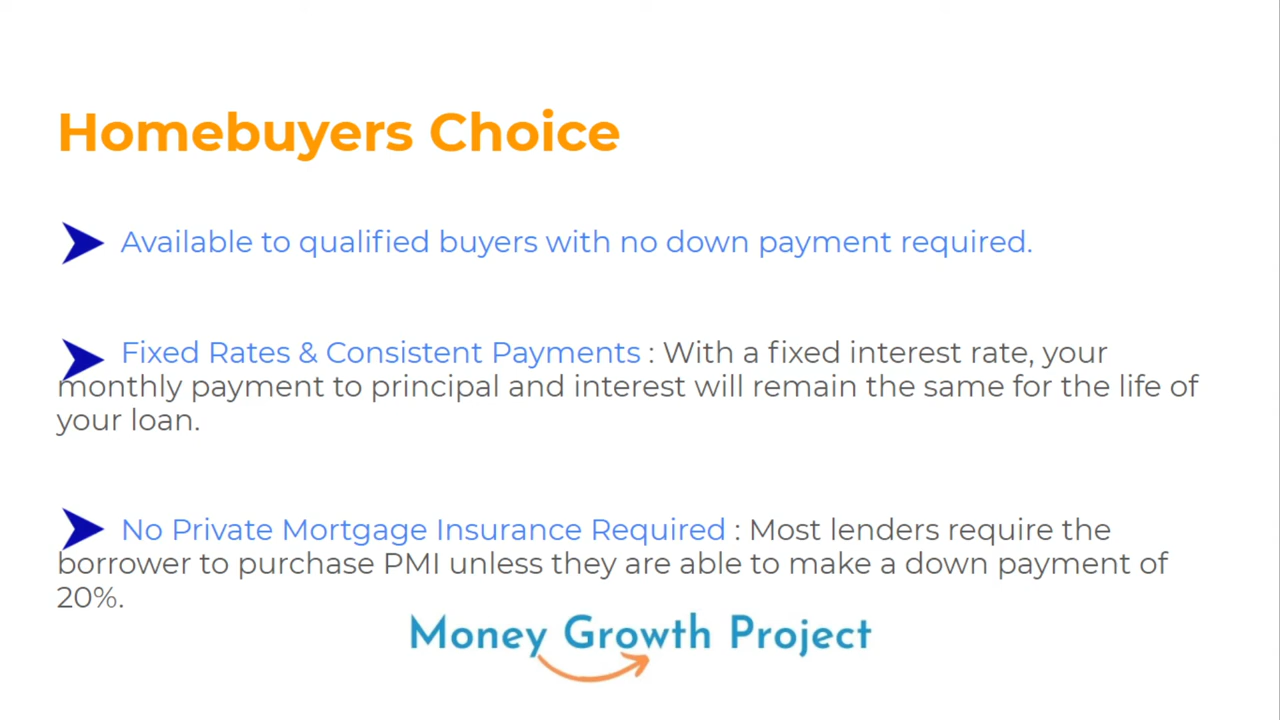 Homebuyers Choice
Available to qualified buyers with no down payment required.
Fixed Rates & Consistent Payments : With a fixed interest rate, your
monthly payment to principal and interest will remain the same for the life of
your loan.
No Private Mortgage Insurance Required : Most lenders require the
borrower to purchase PMI unless they are able to make a down payment of
20%.
Money Growth Project